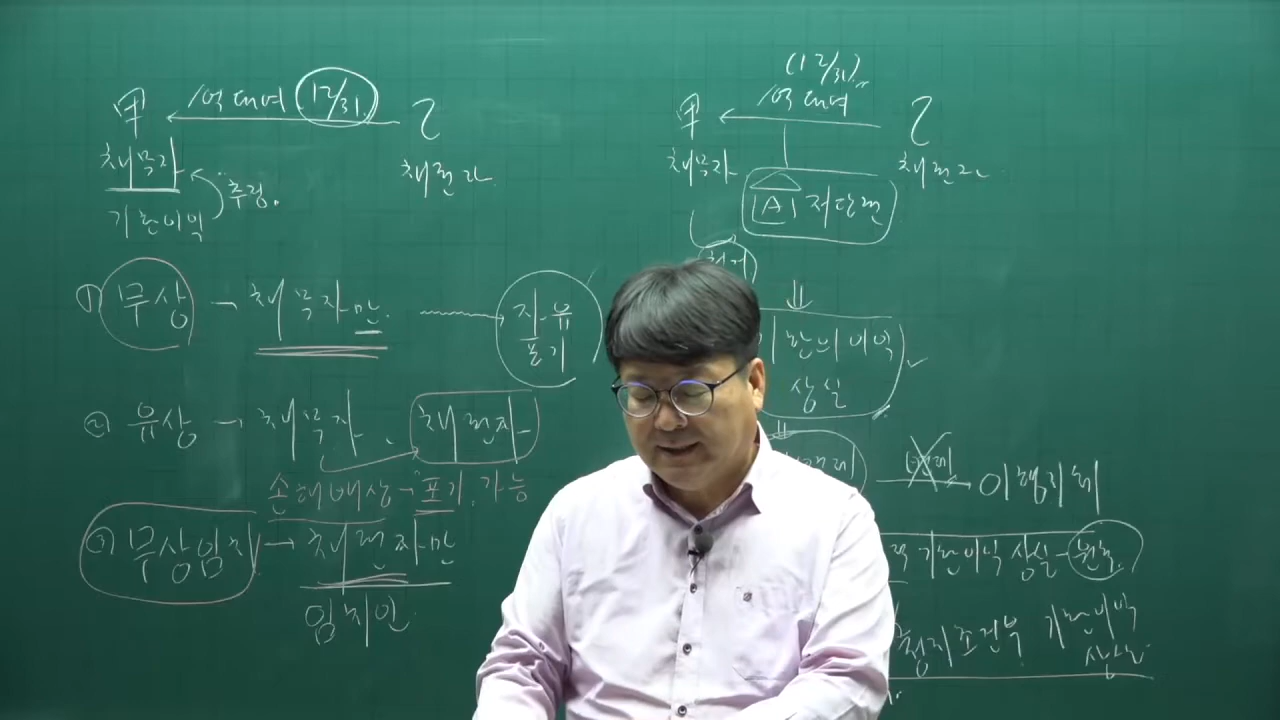 甲 ← 1억 대여 12/31. 乙
채무자 채권자
추정.
기한이익
① 무상 → 채무자만
자유
포기
② 유상 → 채무자, 채권자
손해배상 → 포기 가능
③ 무상임치 → 채권자만
임치인
(12/31)
甲 ← 1억 대여 乙
채무자 채권자
A 저당권
기한의 이익
상실
이행지체
기한이익 상실 - 원칙
정지조건부 기한이익
상실